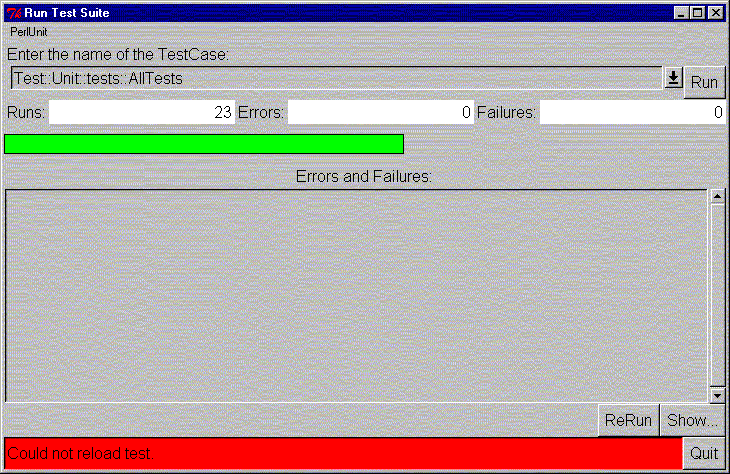 Run Test Suite
PerlUnit
Enter the name of the TestCase:
Test::Unit::tests::AllTests
Run
Runs: 23 Errors: 0 Failures: 0
Errors and Failures:
ReRun Show...
Could not reload test. Quit